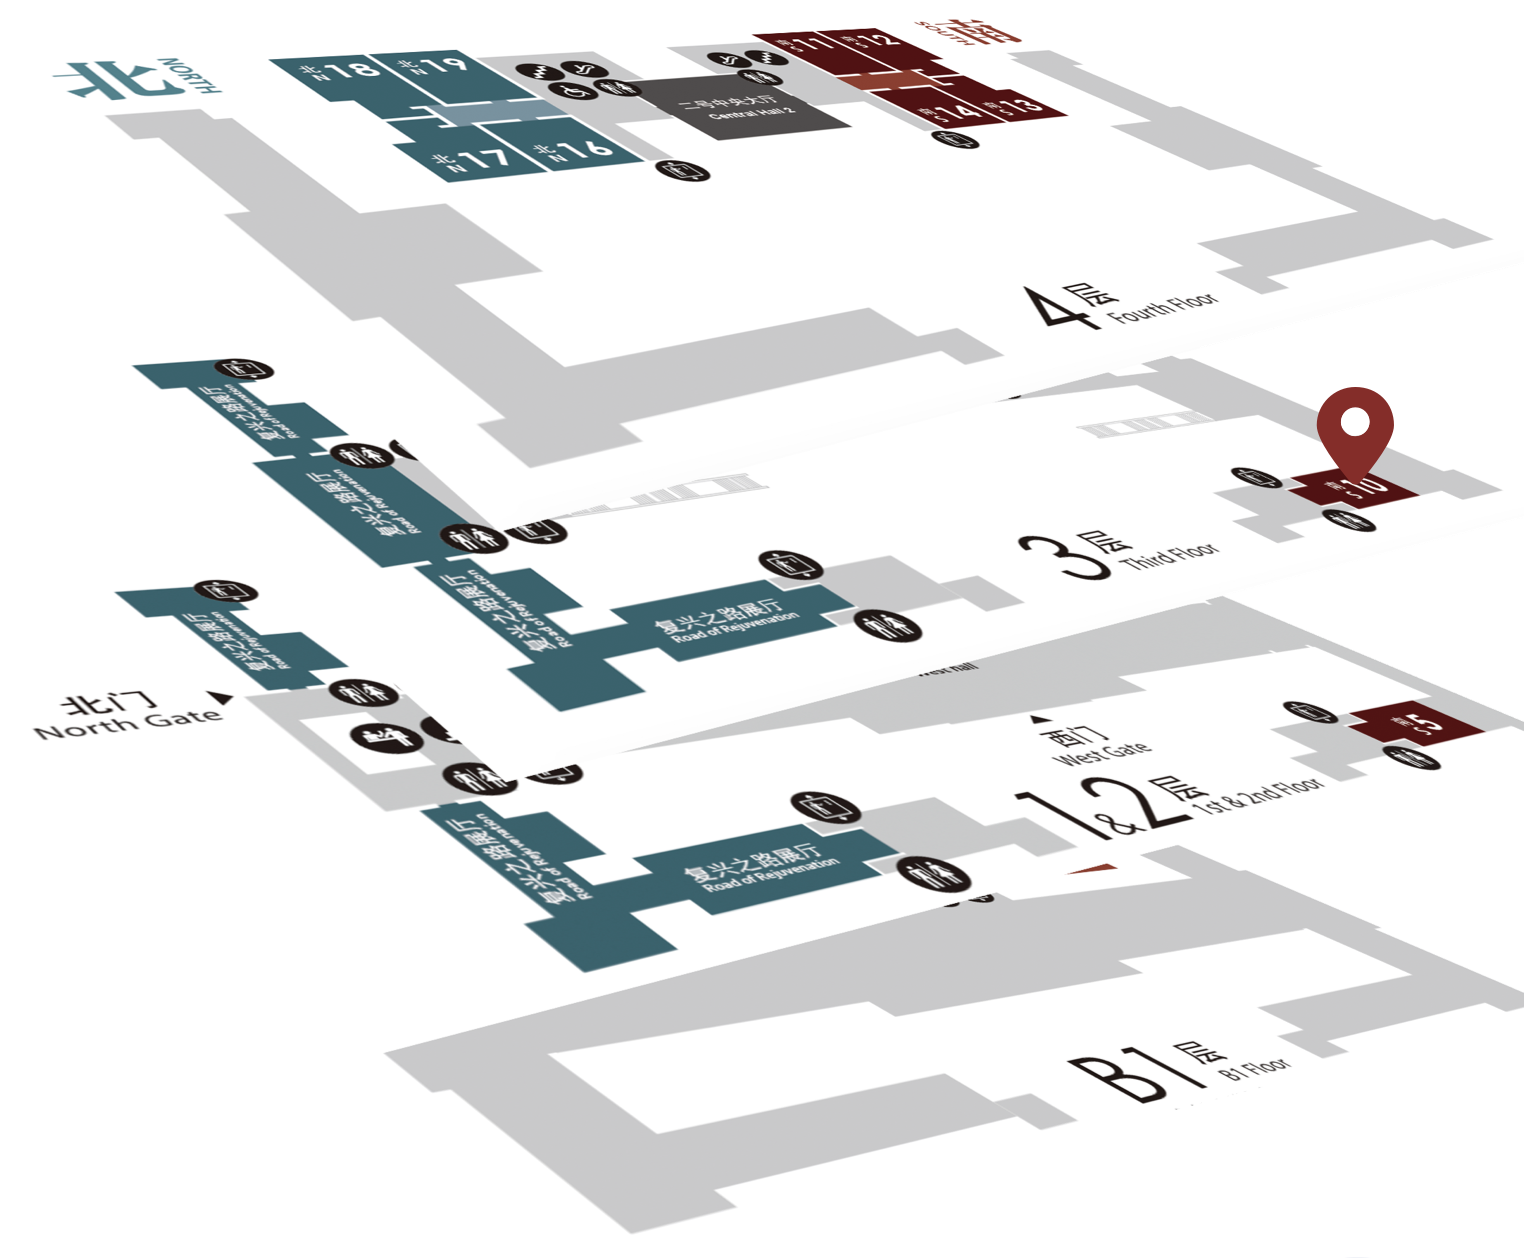 北
NORTH
南
SOUTH
北 N 18
北 N 19
南 S 11
南 S 12
二号中央大厅
Central Hall 2
南 S 14
南 S 13
北 N 17
北 N 16
4层
Fourth Floor
复兴之路展厅
Road of Rejuvenation
复兴之路展厅
Road of Rejuvenation
南 S 10
3层
Third Floor
复兴之路展厅
Road of Rejuvenation
复兴之路展厅
Road of Rejuvenation
复兴之路展厅
Road of Rejuvenation
北门
North Gate
西门
West Gate
南 S 5
1&2层
1st & 2nd Floor
复兴之路展厅
Road of Rejuvenation
复兴之路展厅
Road of Rejuvenation
B1层
B1 Floor